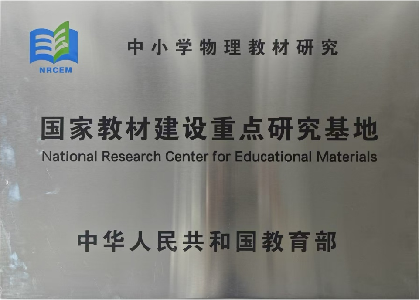 中小学物理教材研究
NRCEM
国家教材建设重点研究基地
National Research Center for Educational Materials
中华人民共和国教育部